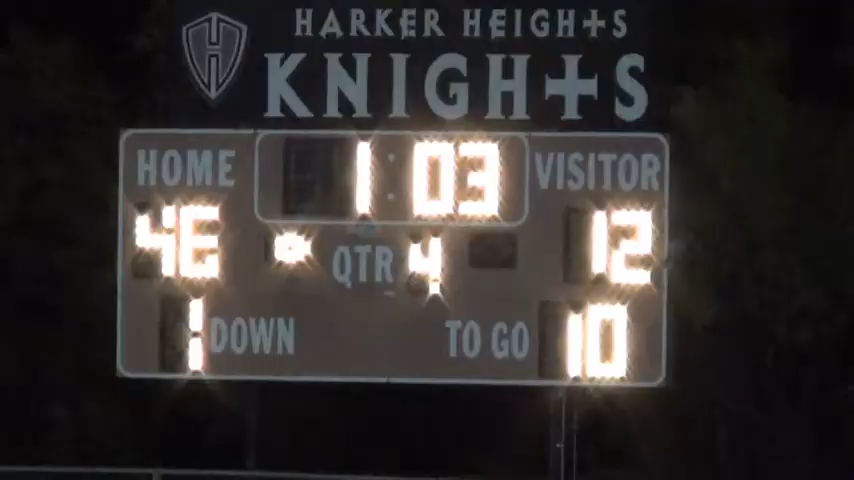 HARKER HEIGHTS
KNIGHTS
HOME 1:03 VISITOR
QTR 4 12
1 DOWN TO GO 10